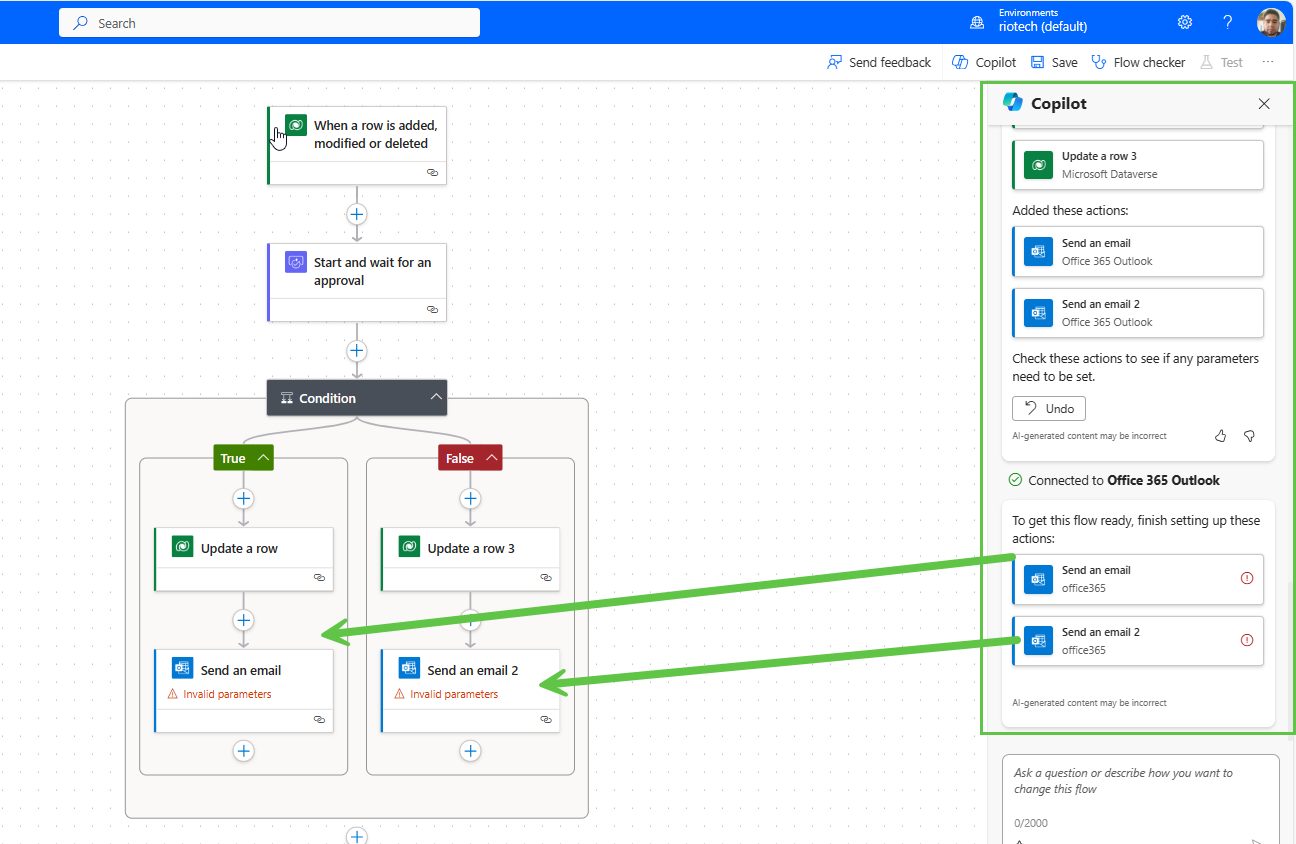 Search
Environments
riotech (default)
?
Send feedback
Copilot
Save
Flow checker
Test
...
When a row is added,
modified or deleted
Start and wait for an
approval
Condition
True
False
Update a row
Update a row 3
Send an email
Invalid parameters
Send an email 2
Invalid parameters
Copilot
Update a row 3
Microsoft Dataverse
Added these actions:
Send an email
Office 365 Outlook
Send an email 2
Office 365 Outlook
Check these actions to see if any parameters
need to be set.
Undo
AI-generated content may be incorrect
Connected to Office 365 Outlook
To get this flow ready, finish setting up these
actions:
Send an email
office365
Send an email 2
office365
AI-generated content may be incorrect
Ask a question or describe how you want to
change this flow
0/2000